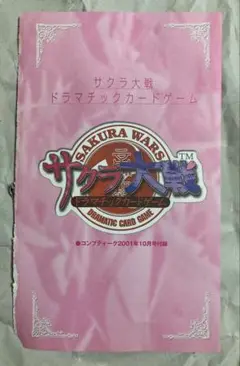 サクラ大戦
ドラマチックカードゲーム
SAKURA WARS
サクラ大戦™
ドラマチックカードゲーム
DRAMATIC CARD GAME
コンプティーク2001年10月号付録